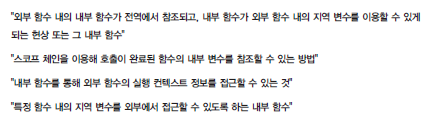 "외부 함수 내의 내부 함수가 전역에서 참조되고, 내부 함수가 외부 함수 내의 지역 변수를 이용할 수 있게
되는 현상 또는 그 내부 함수"
"스코프 체인을 이용해 호출이 완료된 함수의 내부 변수를 참조할 수 있는 방법"
"내부 함수를 통해 외부 함수의 실행 컨텍스트 정보를 접근할 수 있는 것"
"특정 함수 내의 지역 변수를 외부에서 접근할 수 있도록 하는 내부 함수"